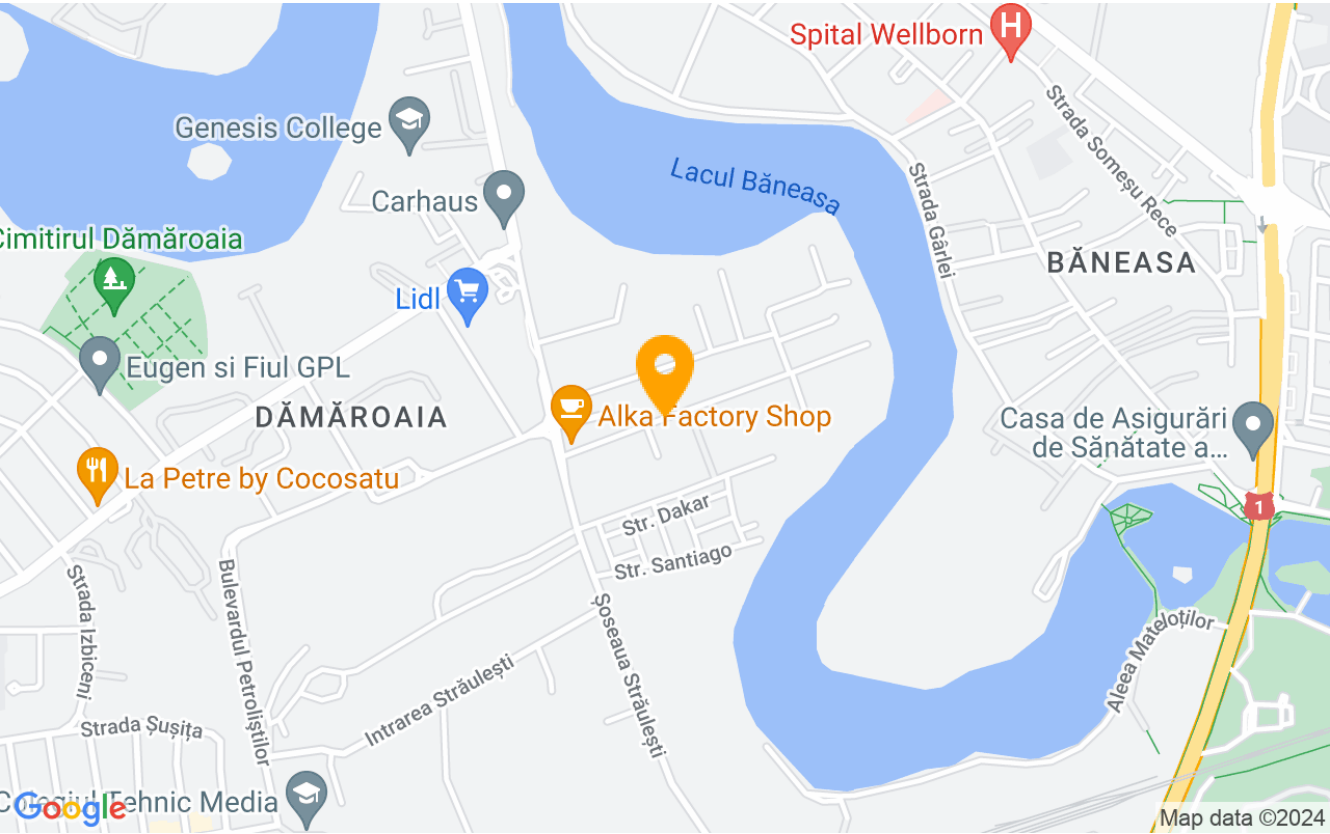 Spital Wellborn
H
Genesis College
Strada Someșu Rece
Lacul Băneasa
Strada Gârlei
Carhaus
Cimitirul Dămăroaia
BĂNEASA
Lidl
Eugen si Fiul GPL
DĂMĂROAIA
Alka Factory Shop
Casa de Asigurări
de Sănătate a...
La Petre by Cocosatu
Str. Dakar
1
Str. Santiago
Strada Izbiceni
Bulevardul Petroliștilor
Șoseaua Străulești
Aleea Mateloților
Intrarea Străulești
Strada Șușița
Colegiul Tehnic Media
Google
Map data ©2024